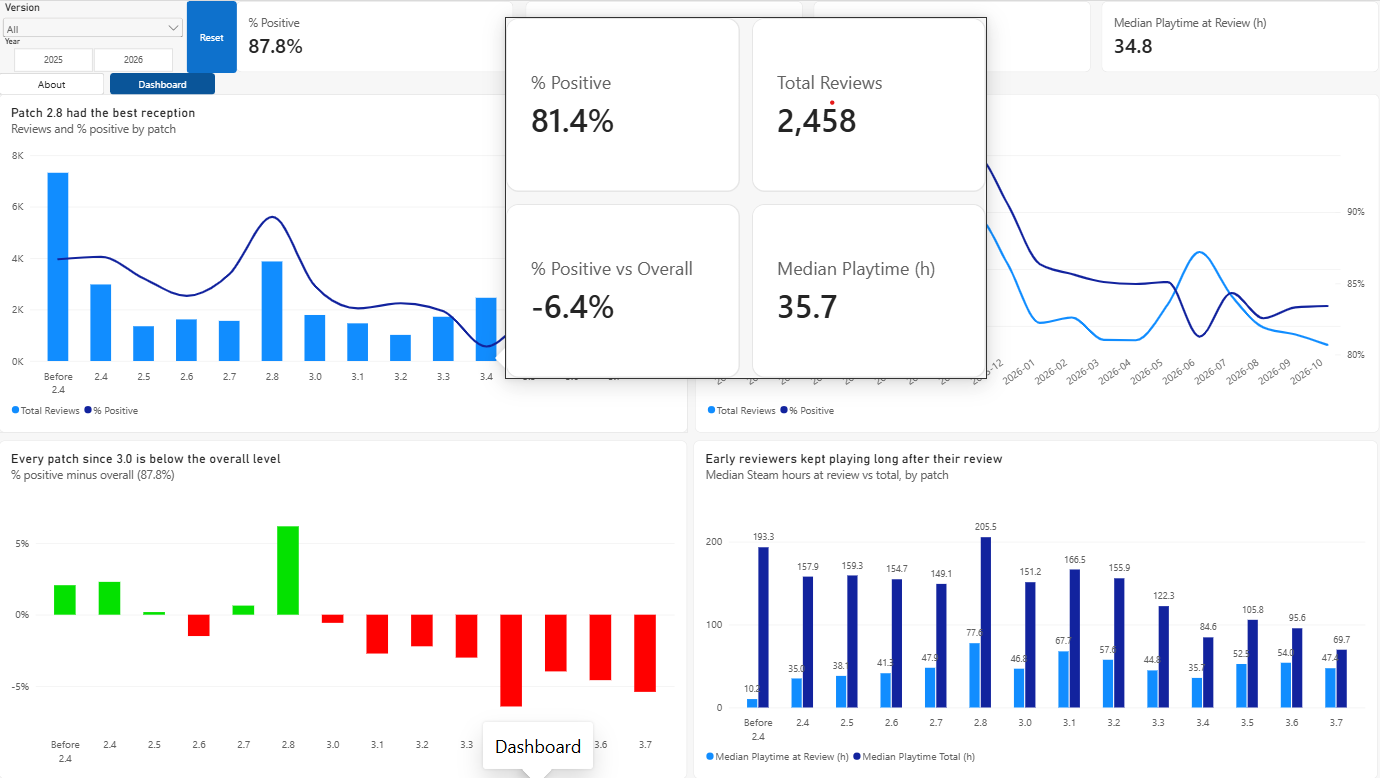 Version
All
Year
2025
2026
Reset
About
Dashboard
% Positive
87.8%
Median Playtime at Review (h)
34.8
% Positive
81.4%
Total Reviews
2,458
% Positive vs Overall
-6.4%
Median Playtime (h)
35.7
Patch 2.8 had the best reception
Reviews and % positive by patch
8K
6K
4K
2K
0K
Before 2.4
2.4
2.5
2.6
2.7
2.8
3.0
3.1
3.2
3.3
3.4
Total Reviews
% Positive
90%
85%
80%
2026-01
2026-02
2026-03
2026-04
2026-05
2026-06
2026-07
2026-08
2026-09
2026-10
Total Reviews
% Positive
Every patch since 3.0 is below the overall level
% positive minus overall (87.8%)
5%
0%
-5%
Before 2.4
2.4
2.5
2.6
2.7
2.8
3.0
3.1
3.2
3.3
3.6
3.7
Dashboard
Early reviewers kept playing long after their review
Median Steam hours at review vs total, by patch
200
100
0
10.2
193.3
35.0
157.9
38.
159.3
41.3
154.7
47.9
149.1
77.6
205.5
46.8
151.2
67.7
166.5
57.6
155.9
44.8
122.3
35.7
84.6
52.5
105.8
54.0
95.6
47.4
69.7
Before 2.4
2.4
2.5
2.6
2.7
2.8
3.0
3.1
3.2
3.3
3.4
3.5
3.6
3.7
Median Playtime at Review (h)
Median Playtime Total (h)